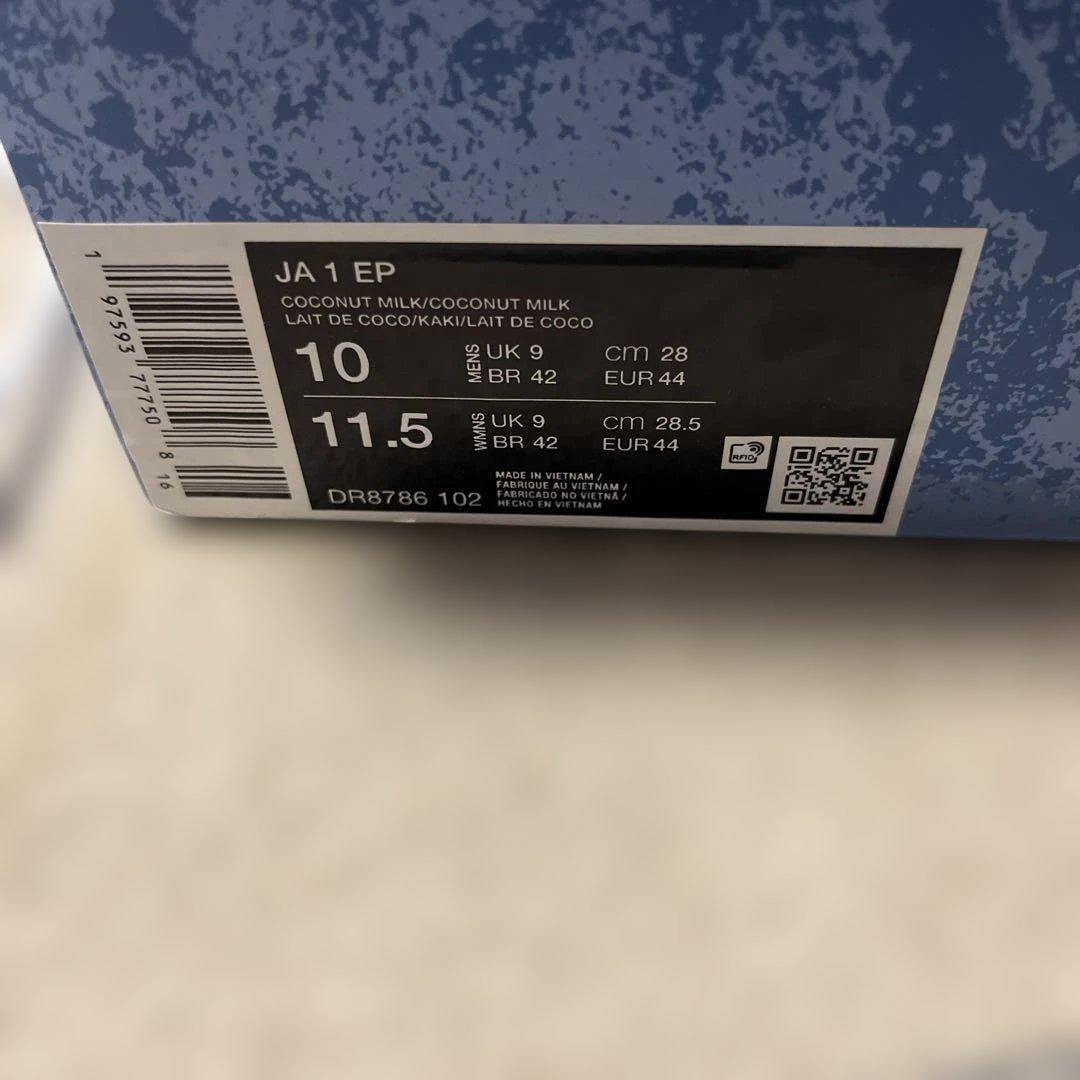 JA 1 EP
COCONUT MILK/COCONUT MILK
LAIT DE COCO/KAKI/LAIT DE COCO
10 MENS UK 9 cm 28
BR 42 EUR 44
11.5 WMNS UK 9 cm 28.5
BR 42 EUR 44
DR8786 102
MADE IN VIETNAM /
FABRIQUE AU VIETNAM /
FABRICADO NO VIETNÃ /
HECHO EN VIETNAM
RFID
1 97593 77750 8 16